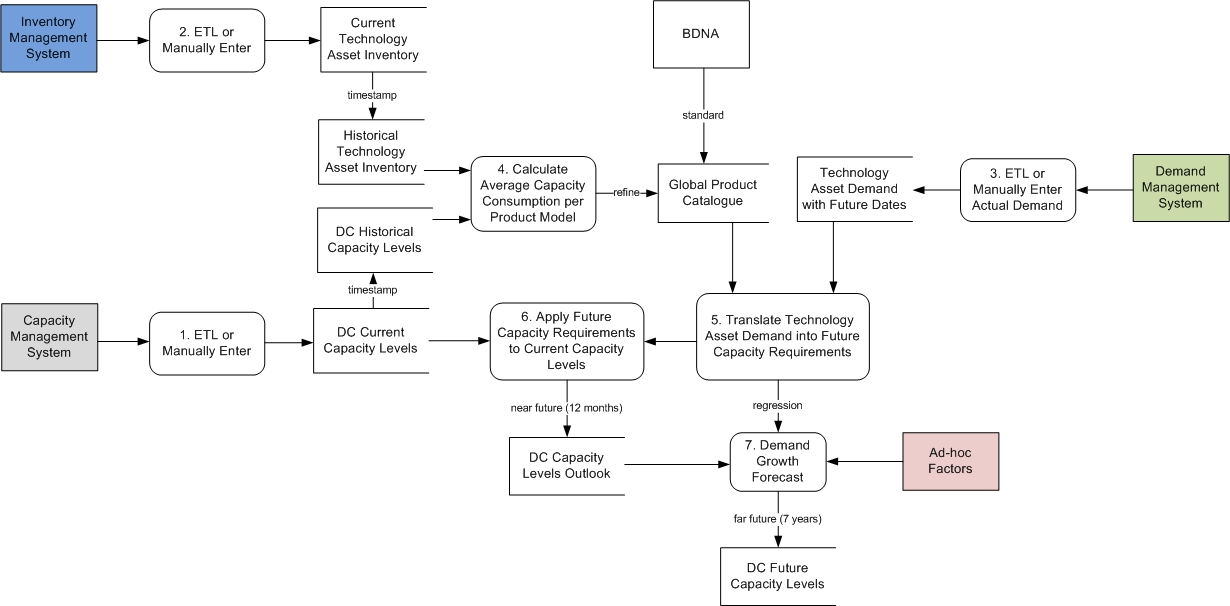 Inventory
Management
System
2. ETL or
Manually Enter
Current
Technology
Asset Inventory
BDNA
timestamp
standard
Historical
Technology
Asset Inventory
4. Calculate
Average Capacity
Consumption per
Product Model
refine
Global Product
Catalogue
Technology
Asset Demand
with Future Dates
3. ETL or
Manually Enter
Actual Demand
Demand
Management
System
DC Historical
Capacity Levels
timestamp
Capacity
Management
System
1. ETL or
Manually Enter
DC Current
Capacity Levels
6. Apply Future
Capacity Requirements
to Current Capacity
Levels
5. Translate Technology
Asset Demand into Future
Capacity Requirements
near future (12 months)
regression
DC Capacity
Levels Outlook
7. Demand
Growth
Forecast
Ad-hoc
Factors
far future (7 years)
DC Future
Capacity Levels